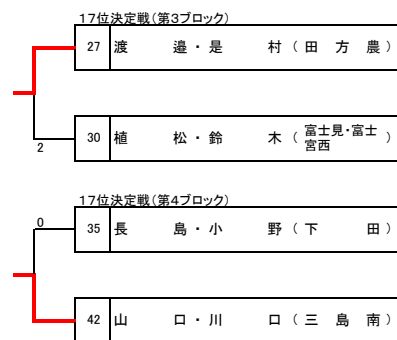 17位決定戦(第3ブロック)
27 渡 邉・是 村(田 方 農)
30 植 松・鈴 木(富士見・富士宮西)
2
17位決定戦(第4ブロック)
0
35 長 島・小 野(下 田)
42 山 口・川 口(三 島 南)